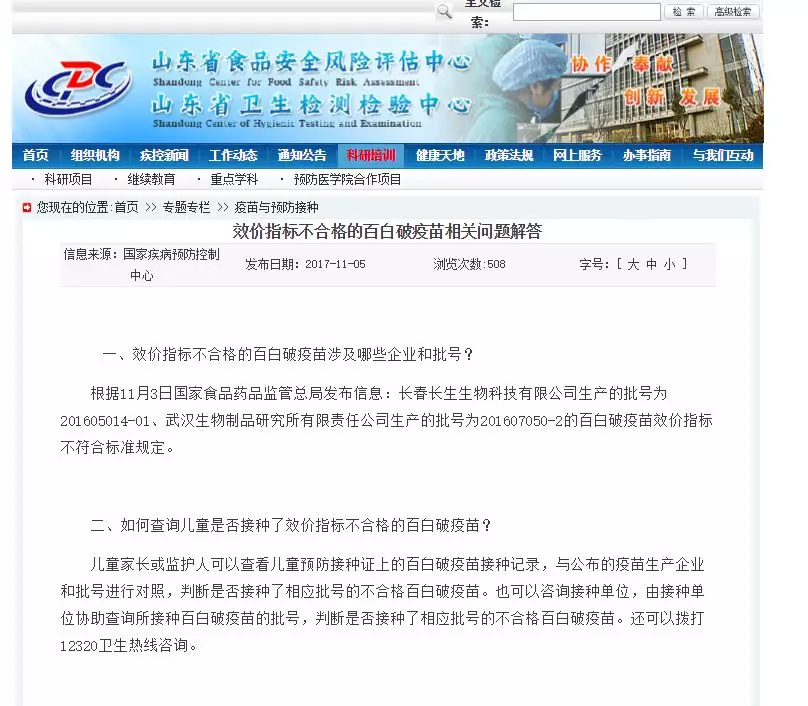 索：
检 索
高级检索
CDC
山东省食品安全风险评估中心
Shandong Center for Food Safety Risk Assessment
山东省卫生检测检验中心
Shandong Center of Hygienic Testing and Examination
协作 奉献
创新 发展
首页 组织机构 疾控新闻 工作动态 通知公告 科研培训 健康天地 政策法规 网上服务 办事指南 与我们互动
· 科研项目 · 继续教育 · 重点学科 · 预防医学院合作项目
您现在的位置:首页 >> 专题专栏 >> 疫苗与预防接种
效价指标不合格的百白破疫苗相关问题解答
信息来源：国家疾病预防控制
中心
发布日期：2017-11-05
浏览次数:508
字号：[ 大 中 小 ]
一、效价指标不合格的百白破疫苗涉及哪些企业和批号？
根据11月3日国家食品药品监管总局发布信息：长春长生生物科技有限公司生产的批号为
201605014-01、武汉生物制品研究所有限责任公司生产的批号为201607050-2的百白破疫苗效价指标
不符合标准规定。
二、如何查询儿童是否接种了效价指标不合格的百白破疫苗？
儿童家长或监护人可以查看儿童预防接种证上的百白破疫苗接种记录，与公布的疫苗生产企业
和批号进行对照，判断是否接种了相应批号的不合格百白破疫苗。也可以咨询接种单位，由接种单
位协助查询所接种百白破疫苗的批号，判断是否接种了相应批号的不合格百白破疫苗。还可以拨打
12320卫生热线咨询。